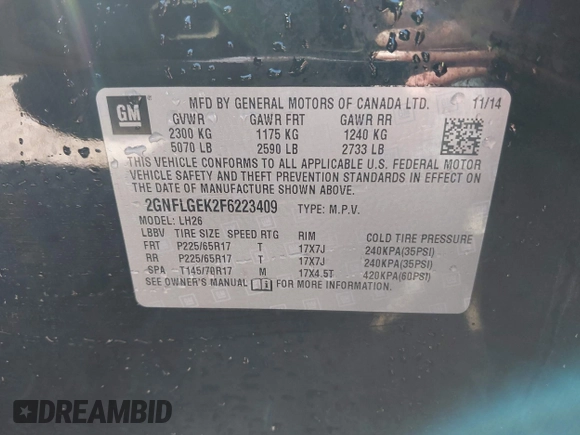 GM
MFD BY GENERAL MOTORS OF CANADA LTD. 11/14
GVWR GAWR FRT GAWR RR
2300 KG 1175 KG 1240 KG
5070 LB 2590 LB 2733 LB
THIS VEHICLE CONFORMS TO ALL APPLICABLE U.S. FEDERAL MOTOR
VEHICLE SAFETY AND THEFT PREVENTION STANDARDS IN EFFECT ON
THE DATE OF MANUFACTURE SHOWN ABOVE.
2GNFLGEK2F6223409 TYPE: M.P.V.
MODEL: LH26
LBBV TIRE SIZE SPEED RTG RIM COLD TIRE PRESSURE
FRT P225/65R17 T 17X7J 240KPA(35PSI)
RR P225/65R17 T 17X7J 240KPA(35PSI)
SPA T145/70R17 M 17X4.5T 420KPA(60PSI)
SEE OWNER'S MANUAL FOR MORE INFORMATION.
DREAMBID